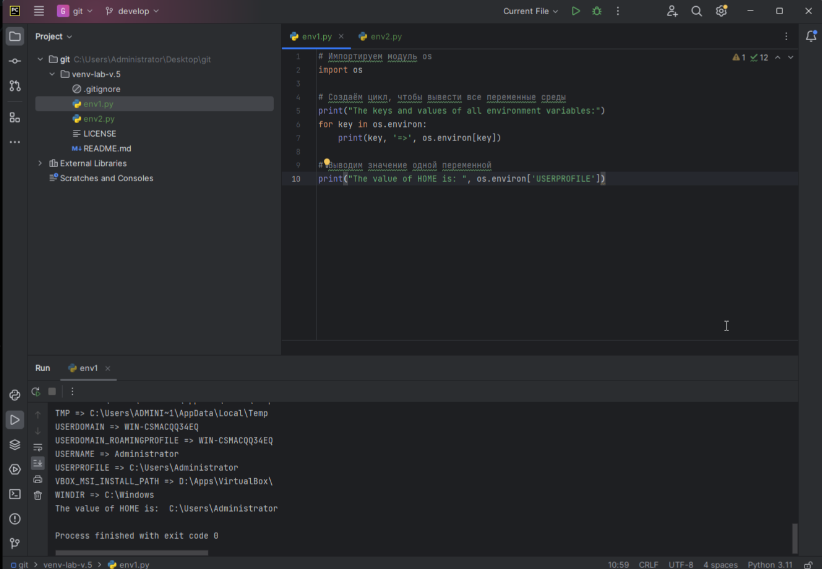 PC G git develop Current File
Project
git C:\Users\Administrator\Desktop\git
venv-lab-v.5
.gitignore
env1.py
env2.py
LICENSE
M↓ README.md
External Libraries
Scratches and Consoles
env1.py env2.py
1 # Импортируем модуль os
2 import os
3
4 # Создаём цикл, чтобы вывести все переменные среды
5 print("The keys and values of all environment variables:")
6 for key in os.environ:
7 print(key, '=>', os.environ[key])
8
9 # Выводим значение одной переменной
10 print("The value of HOME is: ", os.environ['USERPROFILE'])
1 12
Run env1
TMP => C:\Users\ADMINI~1\AppData\Local\Temp
USERDOMAIN => WIN-CSMACQQ34EQ
USERDOMAIN_ROAMINGPROFILE => WIN-CSMACQQ34EQ
USERNAME => Administrator
USERPROFILE => C:\Users\Administrator
VBOX_MSI_INSTALL_PATH => D:\Apps\VirtualBox\
WINDIR => C:\Windows
The value of HOME is:  C:\Users\Administrator
Process finished with exit code 0
git > venv-lab-v.5 > env1.py 10:59 CRLF UTF-8 4 spaces Python 3.11